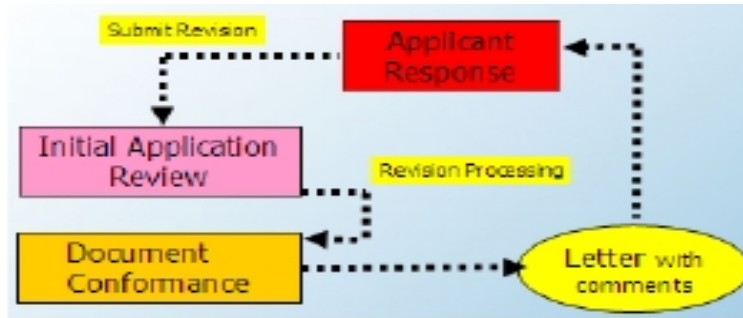 Submit Revision
Applicant
Response
Initial Application
Review
Revision Processing
Document
Conformance
Letter with
comments